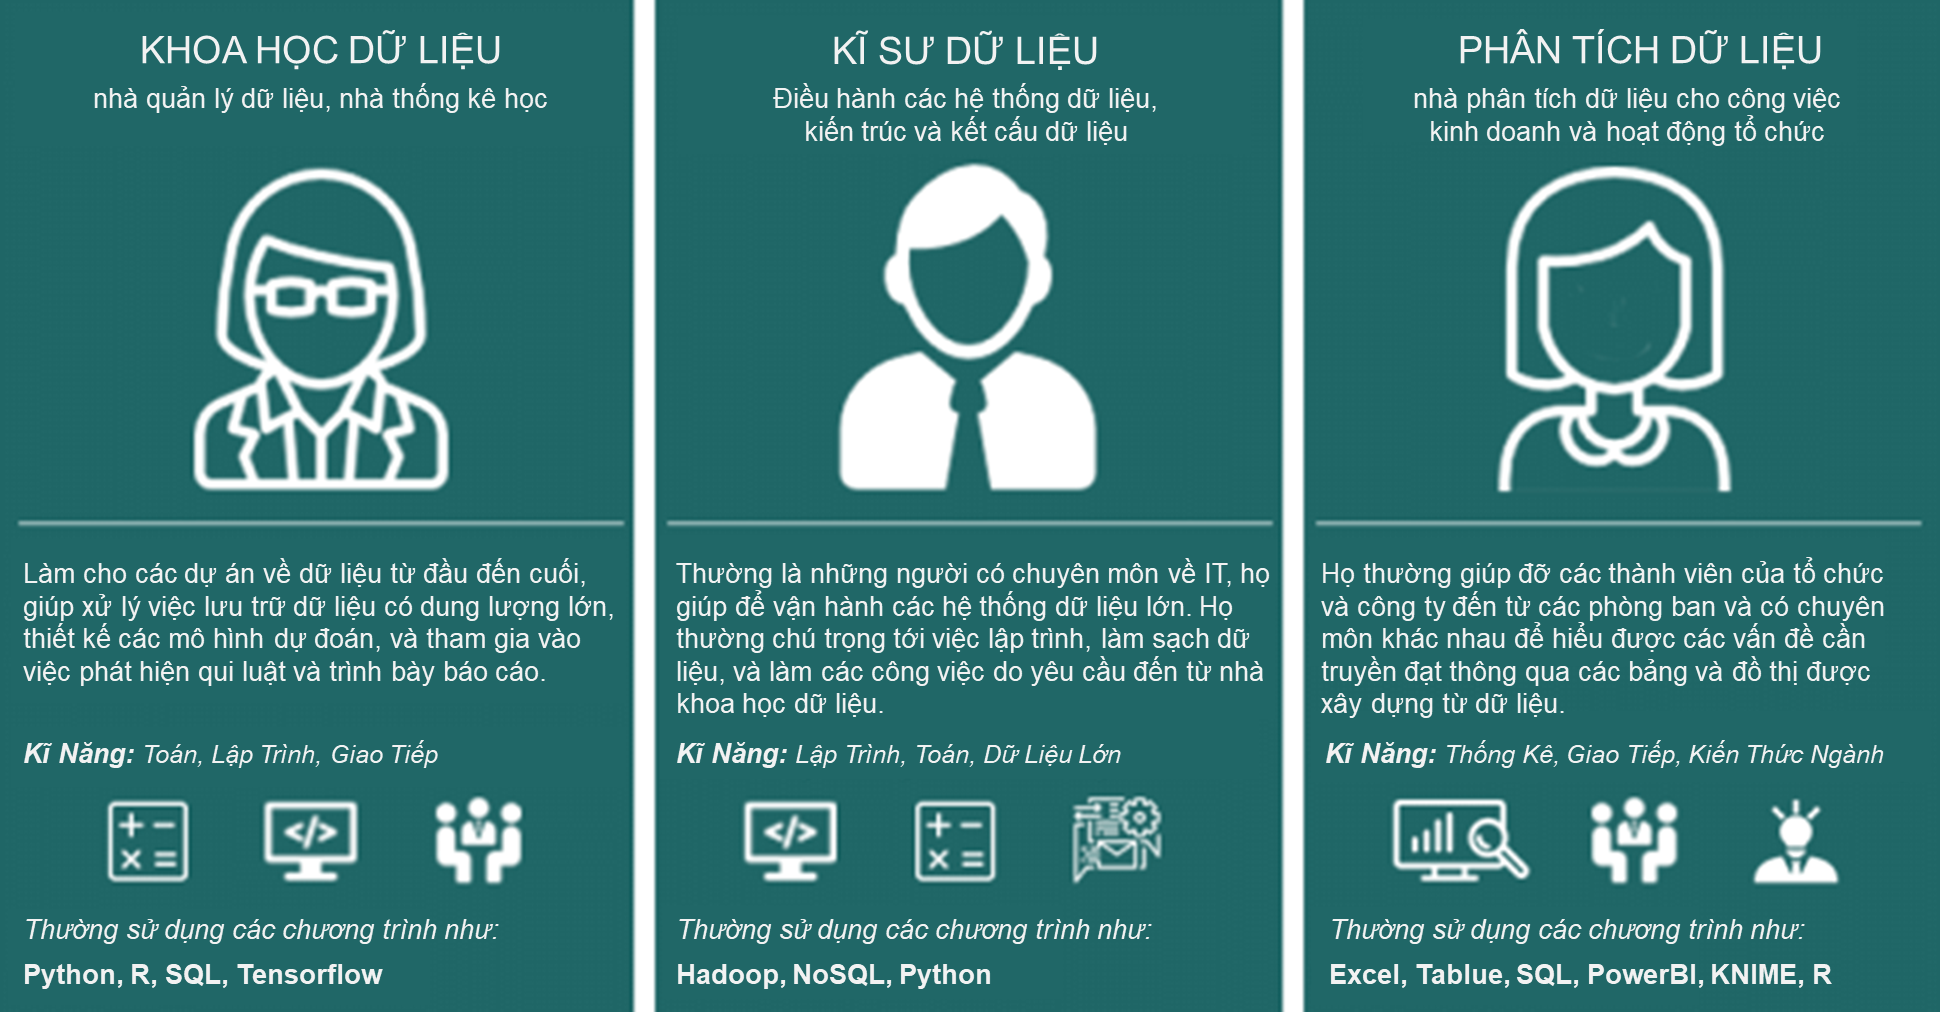 KHOA HỌC DỮ LIỆU
nhà quản lý dữ liệu, nhà thống kê học
Làm cho các dự án về dữ liệu từ đầu đến cuối,
giúp xử lý việc lưu trữ dữ liệu có dung lượng lớn,
thiết kế các mô hình dự đoán, và tham gia vào
việc phát hiện qui luật và trình bày báo cáo.
Kĩ Năng: Toán, Lập Trình, Giao Tiếp
Thường sử dụng các chương trình như:
Python, R, SQL, Tensorflow
KĨ SƯ DỮ LIỆU
Điều hành các hệ thống dữ liệu,
kiến trúc và kết cấu dữ liệu
Thường là những người có chuyên môn về IT, họ
giúp để vận hành các hệ thống dữ liệu lớn. Họ
thường chú trọng tới việc lập trình, làm sạch dữ
liệu, và làm các công việc do yêu cầu đến từ nhà
khoa học dữ liệu.
Kĩ Năng: Lập Trình, Toán, Dữ Liệu Lớn
Thường sử dụng các chương trình như:
Hadoop, NoSQL, Python
PHÂN TÍCH DỮ LIỆU
nhà phân tích dữ liệu cho công việc
kinh doanh và hoạt động tổ chức
Họ thường giúp đỡ các thành viên của tổ chức
và công ty đến từ các phòng ban và có chuyên
môn khác nhau để hiểu được các vấn đề cần
truyền đạt thông qua các bảng và đồ thị được
xây dựng từ dữ liệu.
Kĩ Năng: Thống Kê, Giao Tiếp, Kiến Thức Ngành
Thường sử dụng các chương trình như:
Excel, Tablue, SQL, PowerBI, KNIME, R